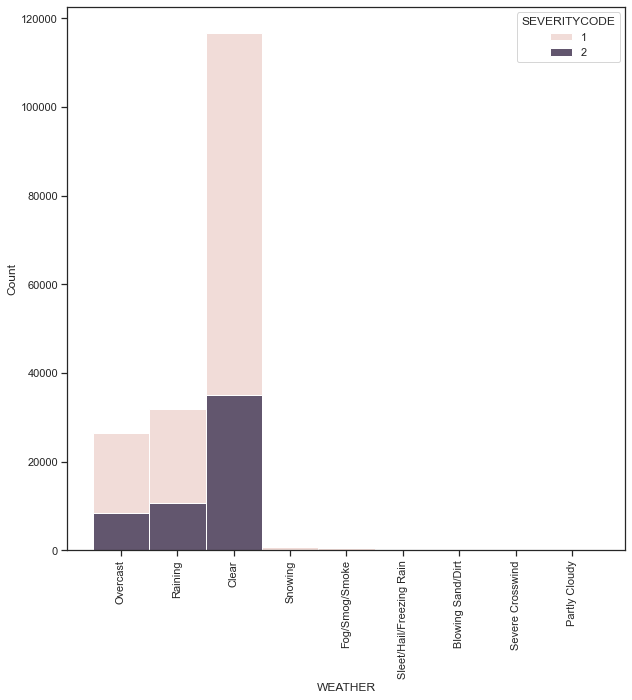 120000
100000
80000
60000
40000
20000
0
Count
SEVERITYCODE
1
2
Overcast
Raining
Clear
Snowing
Fog/Smog/Smoke
Sleet/Hail/Freezing Rain
Blowing Sand/Dirt
Severe Crosswind
Partly Cloudy
WEATHER